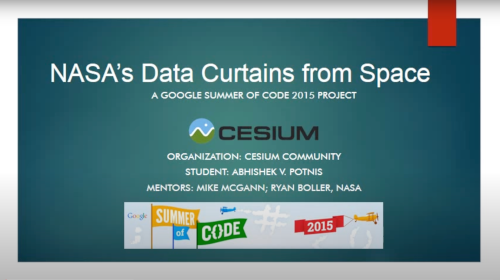 NASA's Data Curtains from Space
A GOOGLE SUMMER OF CODE 2015 PROJECT
CESIUM
ORGANIZATION: CESIUM COMMUNITY
STUDENT: ABHISHEK V. POTNIS
MENTORS: MIKE MCGANN; RYAN BOLLER, NASA
Google SUMMER of CODE # 2015